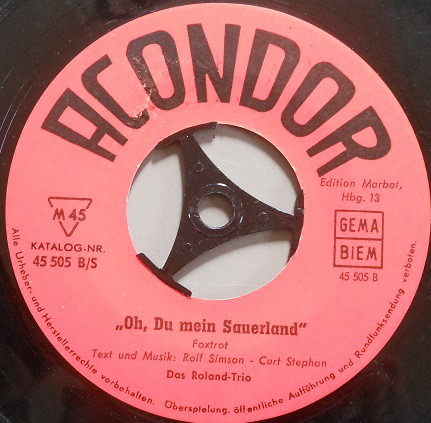 ACONDOR
Edition Marbot,
Hbg. 13
M 45
KATALOG-NR.
45 505 B/S
GEMA
BIEM
45 505 B
„Oh, Du mein Sauerland"
Foxtrot
Text und Musik: Rolf Simson - Curt Stephan
Das Roland-Trio
Alle Urheber- und Herstellerrechte vorbehalten. Überspielung, öffentliche Aufführung und Rundfunksendung verboten.